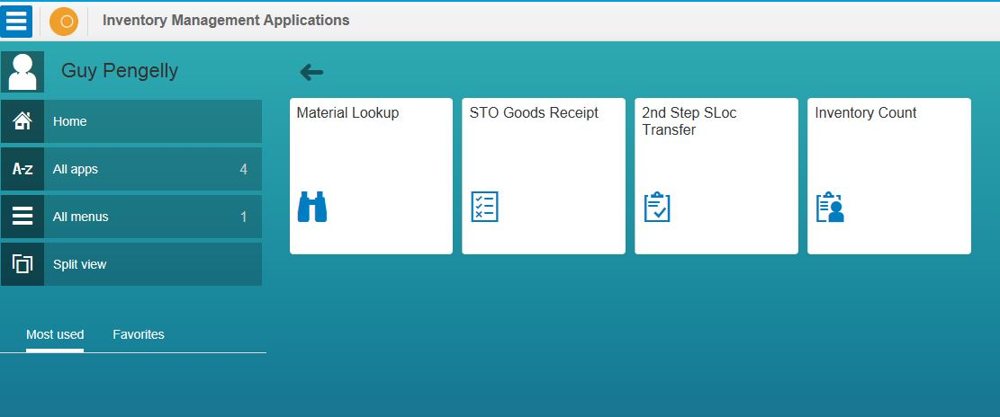 Inventory Management Applications
Guy Pengelly
Home
A-z
All apps
4
All menus
1
Split view
Most used
Favorites
Material Lookup
STO Goods Receipt
2nd Step SLoc
Transfer
Inventory Count